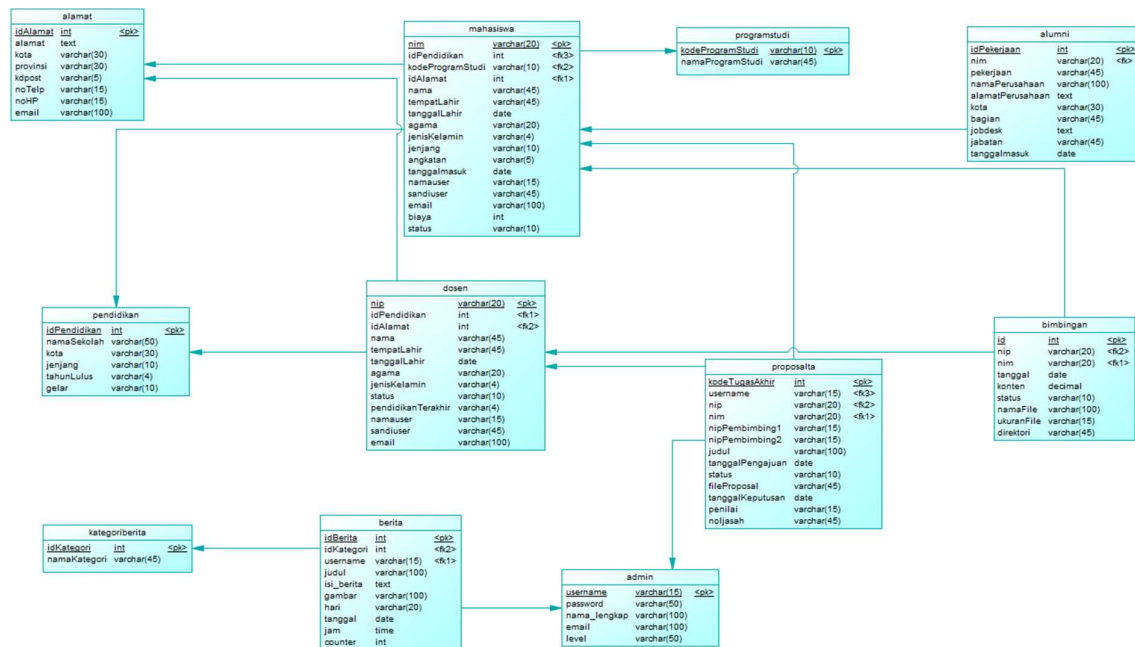 alamat
idAlamat int <pk>
alamat text
kota varchar(30)
provinsi varchar(30)
kdpost varchar(5)
noTelp varchar(15)
noHP varchar(15)
email varchar(100)
mahasiswa
nim varchar(20) <pk>
idPendidikan int <fk3>
kodeProgramStudi varchar(10) <fk2>
idAlamat int <fk1>
nama varchar(45)
tempatLahir varchar(45)
tanggalLahir date
agama varchar(20)
jenisKelamin varchar(4)
jenjang varchar(10)
angkatan varchar(5)
tanggalmasuk date
namauser varchar(15)
sandiuser varchar(45)
email varchar(100)
biaya int
status varchar(10)
programstudi
kodeProgramStudi varchar(10) <pk>
namaProgramStudi varchar(45)
alumni
idPekerjaan int <pk>
nim varchar(20) <fk>
pekerjaan varchar(45)
namaPerusahaan varchar(100)
alamatPerusahaan text
kota varchar(30)
bagian varchar(45)
jobdesk text
jabatan varchar(45)
tanggalmasuk date
pendidikan
idPendidikan int <pk>
namaSekolah varchar(50)
kota varchar(30)
jenjang varchar(10)
tahunLulus varchar(4)
gelar varchar(10)
dosen
nip varchar(20) <pk>
idPendidikan int <fk1>
idAlamat int <fk2>
nama varchar(45)
tempatLahir varchar(45)
tanggalLahir date
agama varchar(20)
jenisKelamin varchar(4)
status varchar(10)
pendidikanTerakhir varchar(4)
namauser varchar(15)
sandiuser varchar(45)
email varchar(100)
proposalta
kodeTugasAkhir int <pk>
username varchar(15) <fk3>
nip varchar(20) <fk2>
nim varchar(20) <fk1>
nipPembimbing1 varchar(15)
nipPembimbing2 varchar(15)
judul varchar(100)
tanggalPengajuan date
status varchar(10)
fileProposal varchar(45)
tanggalKeputusan date
penilai varchar(15)
noIjasah varchar(45)
bimbingan
id int <pk>
nip varchar(20) <fk2>
nim varchar(20) <fk1>
tanggal date
konten decimal
status varchar(10)
namaFile varchar(100)
ukuranFile varchar(15)
direktori varchar(45)
kategoriberita
idKategori int <pk>
namaKategori varchar(45)
berita
idBerita int <pk>
idKategori int <fk2>
username varchar(15) <fk1>
judul varchar(100)
isi_berita text
gambar varchar(100)
hari varchar(20)
tanggal date
jam time
counter int
admin
username varchar(15) <pk>
password varchar(50)
nama_lengkap varchar(100)
email varchar(100)
level varchar(50)